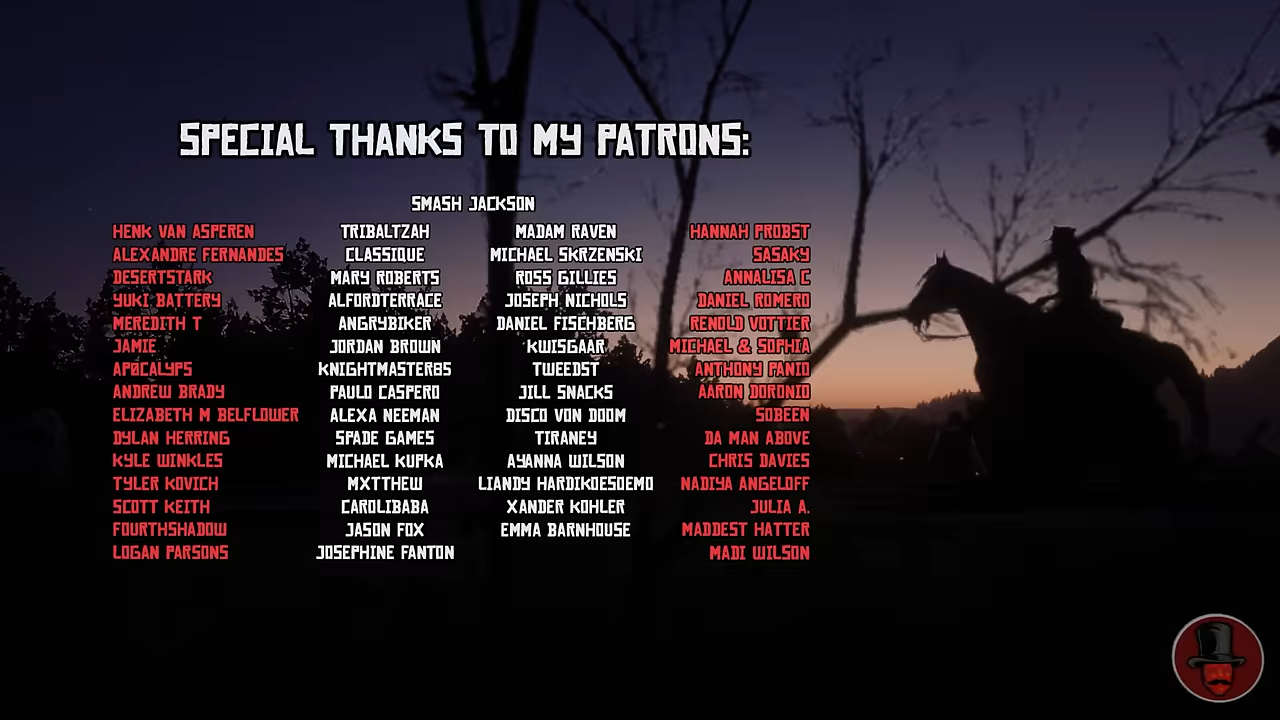 SPECIAL THANKS TO MY PATRONS:
SMASH JACKSON
HENK VAN ASPEREN TRIBALTZAH MADAM RAVEN HANNAH PROBST
ALEXANDRE FERNANDES CLASSIQUE MICHAEL SKRZENSKI SASAKY
DESERTSTARK MARY ROBERTS ROSS GILLIES ANNALISA C
YUKI BATTERY ALFORDTERRACE JOSEPH NICHOLS DANIEL ROMERO
MEREDITH T ANGRYBIKER DANIEL FISCHBERG RENOLD VOTTIER
JAMIE JORDAN BROWN KWISGAAR MICHAEL & SOPHIA
APØCALYPS KNIGHTMASTER85 TWEEDST ANTHONY PANIO
ANDREW BRADY PAULO CASPERO JILL SNACKS AARON DORONIO
ELIZABETH M BELFLOWER ALEXA NEEMAN DISCO VON DOOM SOBEEN
DYLAN HERRING SPADE GAMES TIRANEY DA MAN ABOVE
KYLE WINKLES MICHAEL KUPKA AYANNA WILSON CHRIS DAVIES
TYLER KOVICH MXTTHEW LIANDY HARDIKOESOEMO NADIYA ANGELOFF
SCOTT KEITH CAROLIBABA XANDER KOHLER JULIA A.
FOURTHSHADOW JASON FOX EMMA BARNHOUSE MADDEST HATTER
LOGAN PARSONS JOSEPHINE FANTON MADI WILSON